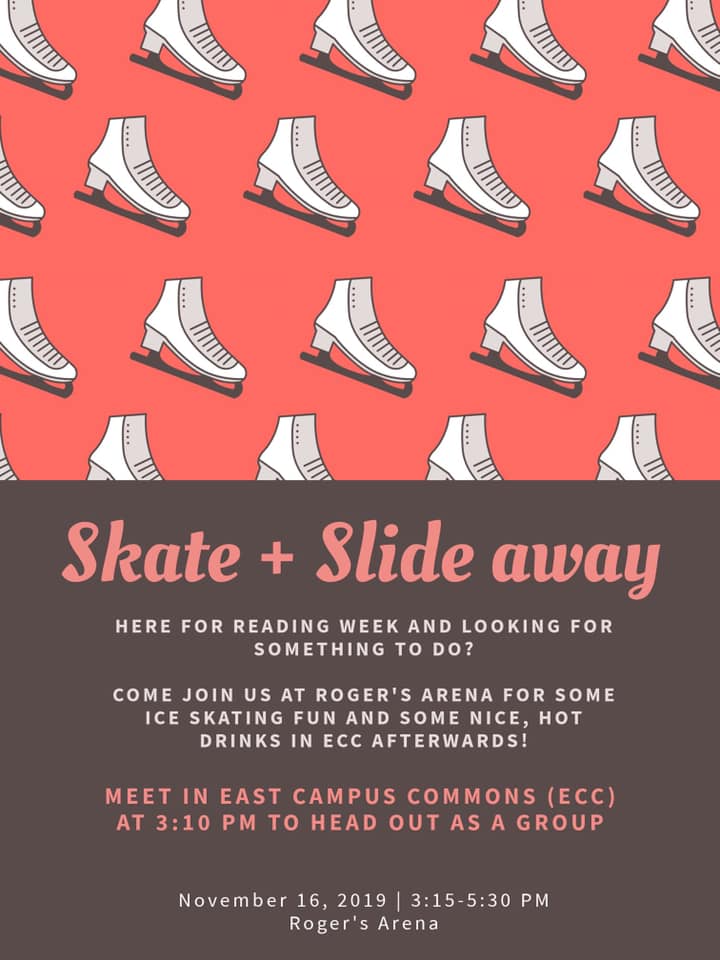 Skate + Slide away
HERE FOR READING WEEK AND LOOKING FOR
SOMETHING TO DO?
COME JOIN US AT ROGER'S ARENA FOR SOME
ICE SKATING FUN AND SOME NICE, HOT
DRINKS IN ECC AFTERWARDS!
MEET IN EAST CAMPUS COMMONS (ECC)
AT 3:10 PM TO HEAD OUT AS A GROUP
November 16, 2019 | 3:15-5:30 PM
Roger's Arena